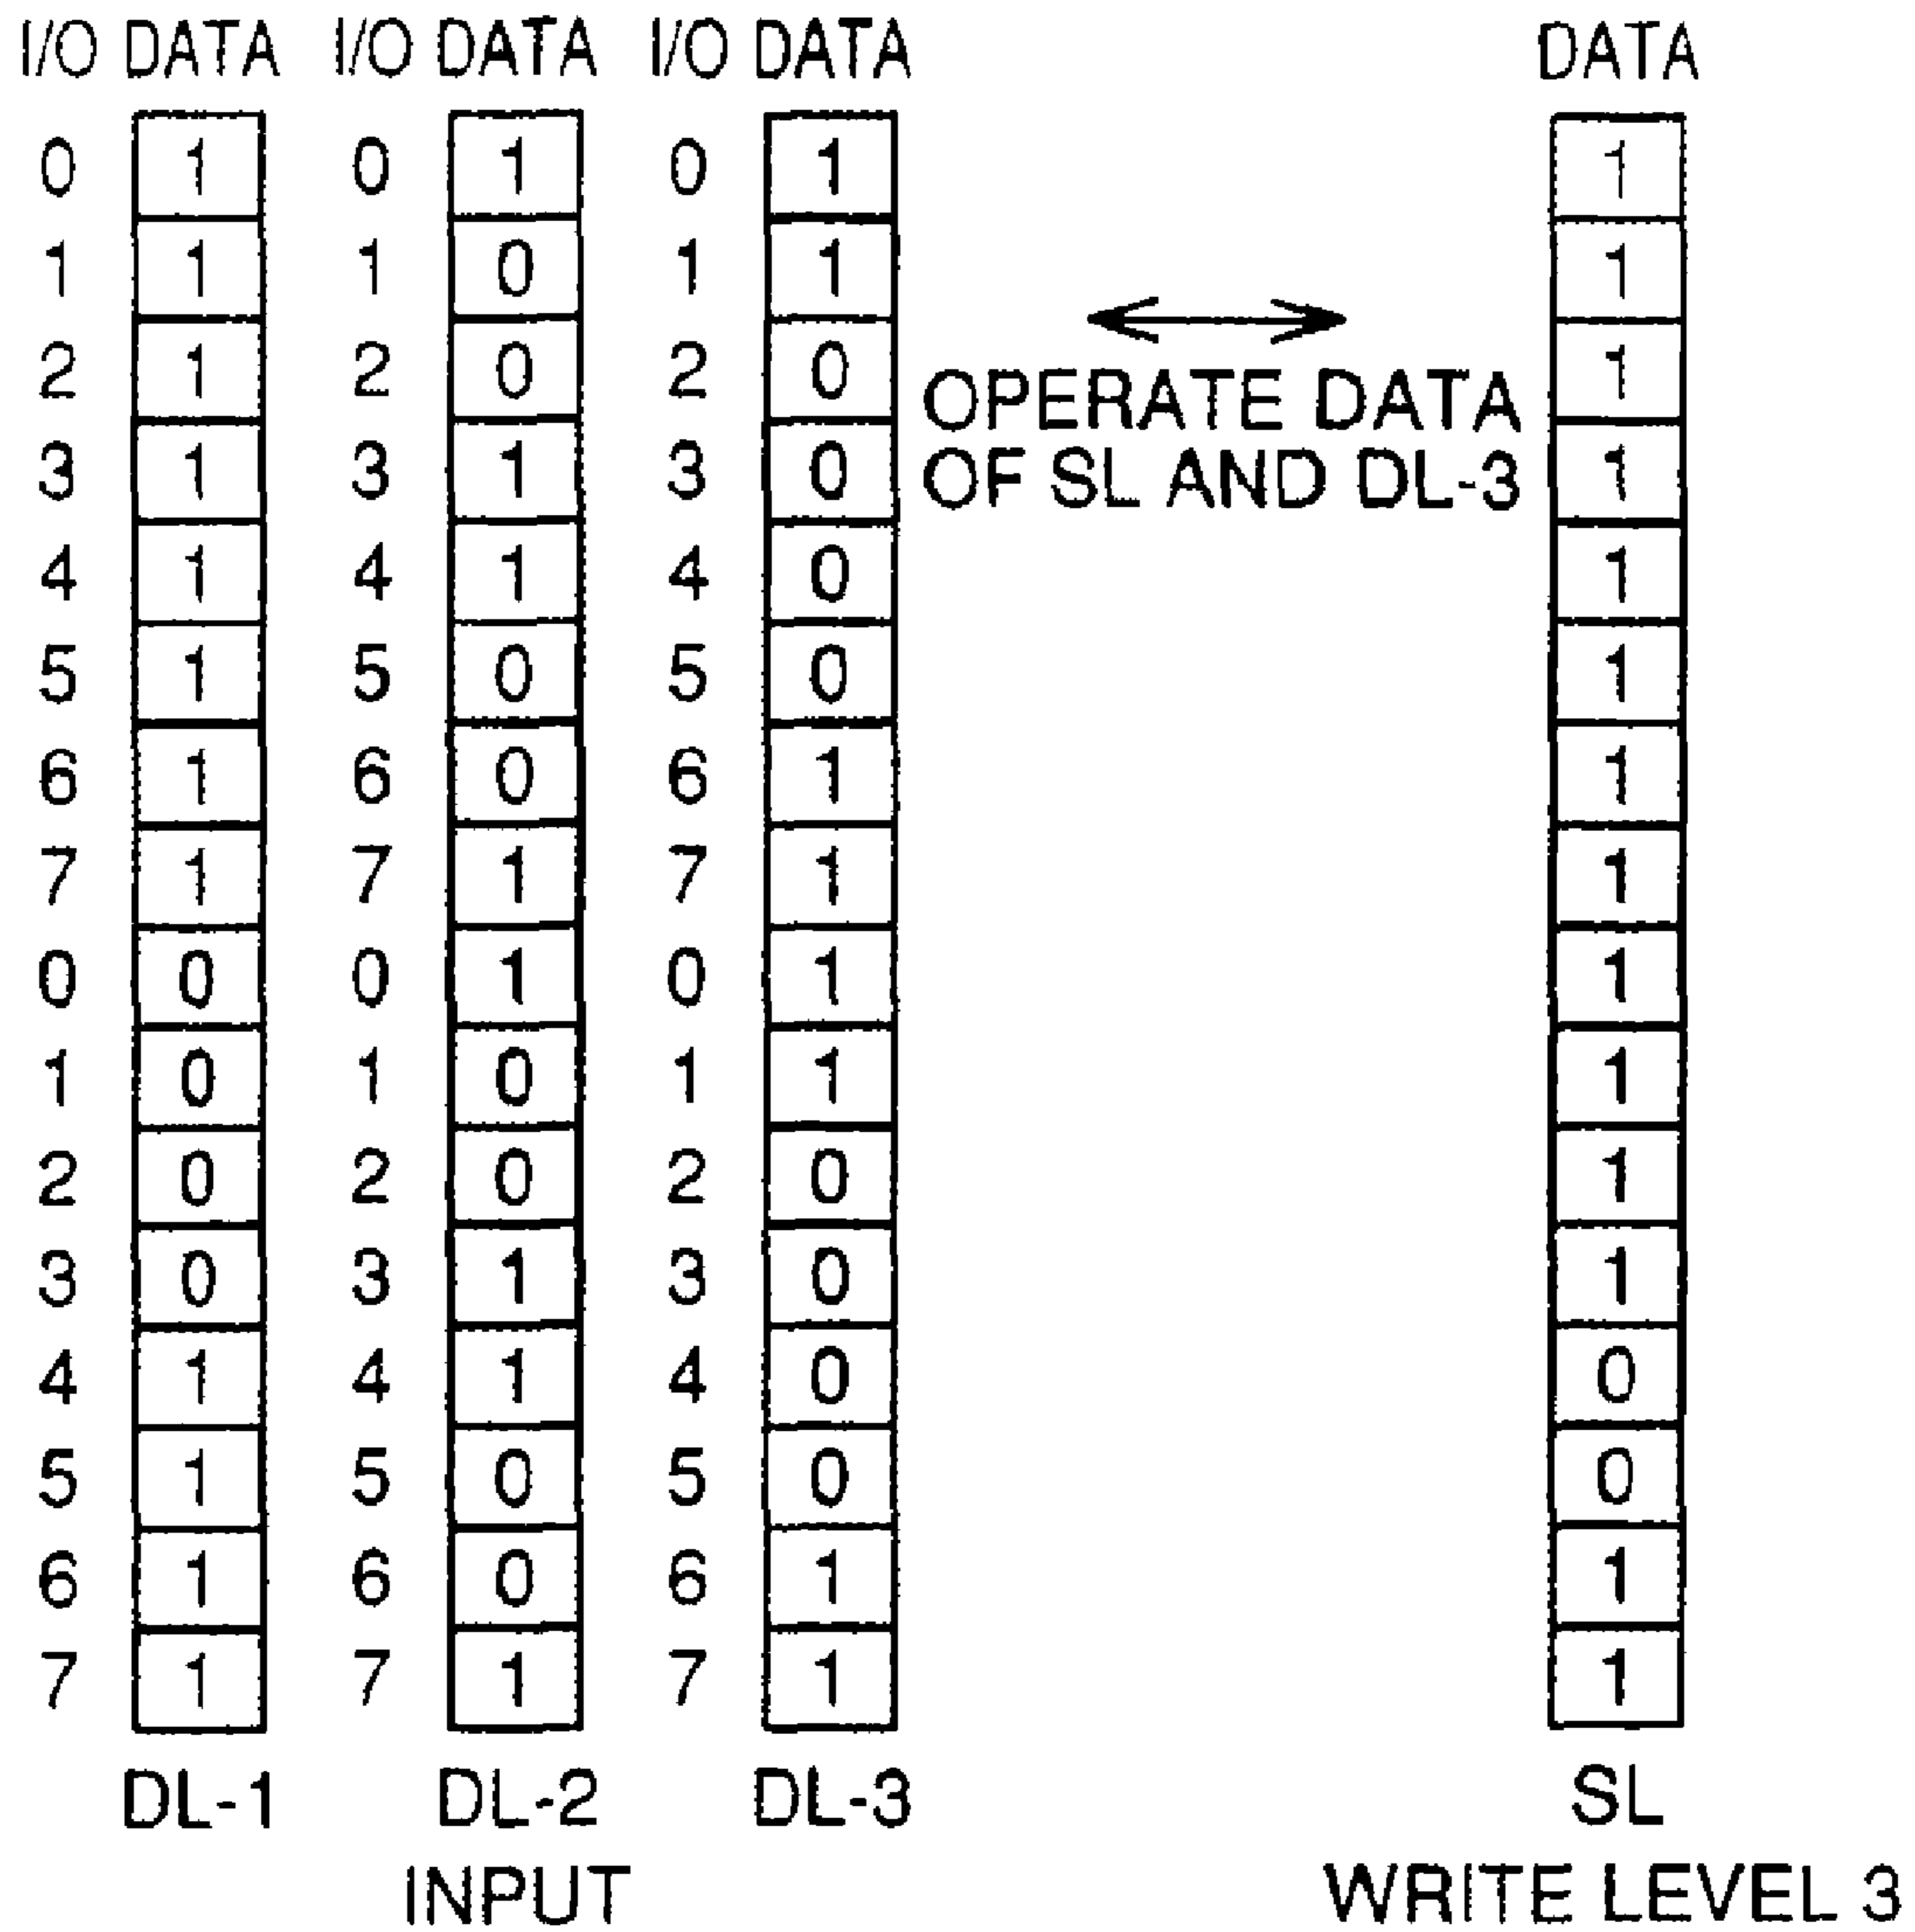 I/O DATA I/O DATA I/O DATA DATA
0 1 0 1 0 1 1
1 1 1 0 1 1 1
2 1 2 0 2 0 1
3 1 3 1 3 0 1
4 1 4 1 4 0 1
5 1 5 0 5 0 1
6 1 6 0 6 1 1
7 1 7 1 7 1 1
0 0 0 1 0 1 1
1 0 1 0 1 1 1
2 0 2 0 2 0 1
3 0 3 1 3 0 1
4 1 4 1 4 0 0
5 1 5 0 5 0 0
6 1 6 0 6 1 1
7 1 7 1 7 1 1
OPERATE DATA
OF SL AND DL-3
DL-1 DL-2 DL-3 SL
INPUT WRITE LEVEL 3